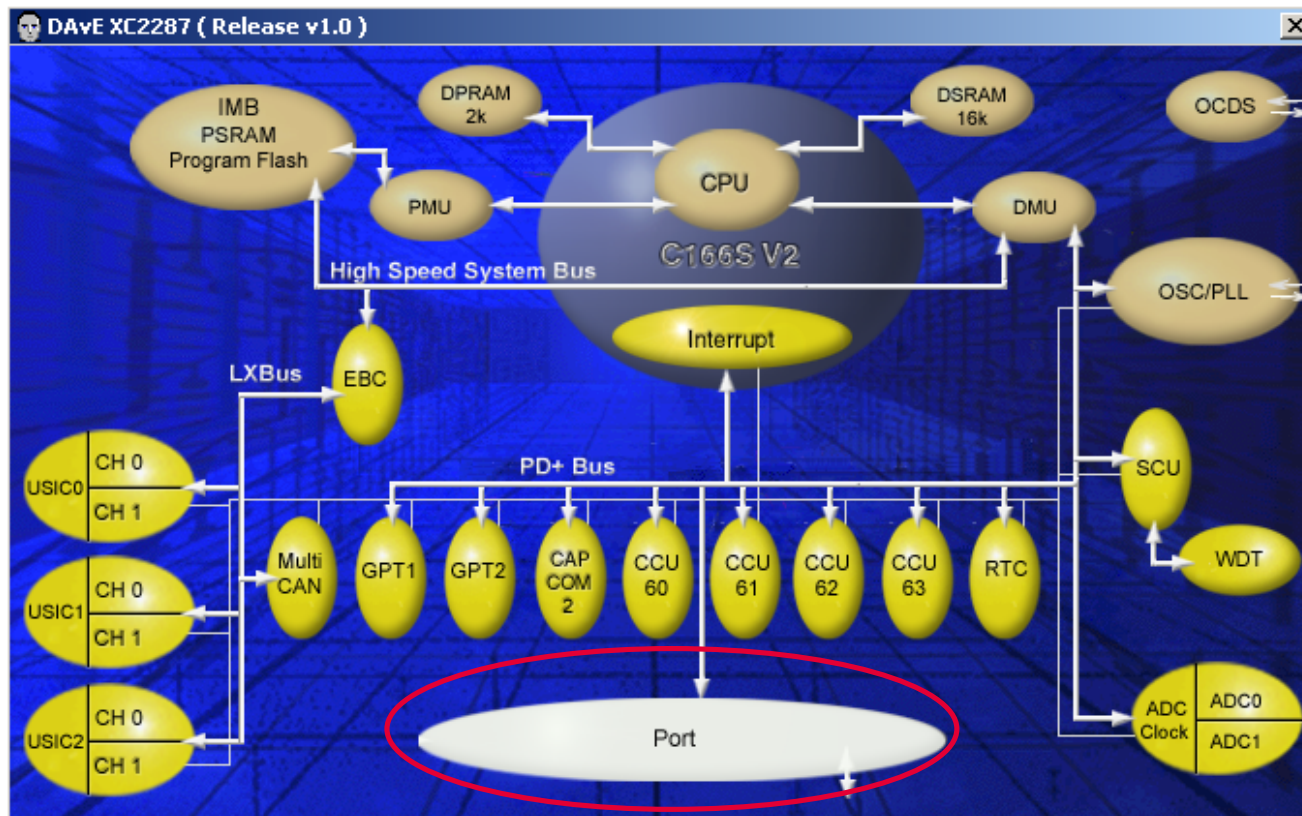 DAvE XC2287 ( Release v1.0 )
IMB
PSRAM
Program Flash
DPRAM
2k
DSRAM
16k
OCDS
CPU
PMU
DMU
C166S V2
High Speed System Bus
OSC/PLL
Interrupt
LXBus
EBC
PD+ Bus
SCU
USIC0
CH 0
CH 1
WDT
Multi
CAN
GPT1
GPT2
CAP
COM
2
CCU
60
CCU
61
CCU
62
CCU
63
RTC
USIC1
CH 0
CH 1
USIC2
CH 0
CH 1
Port
ADC
Clock
ADC0
ADC1